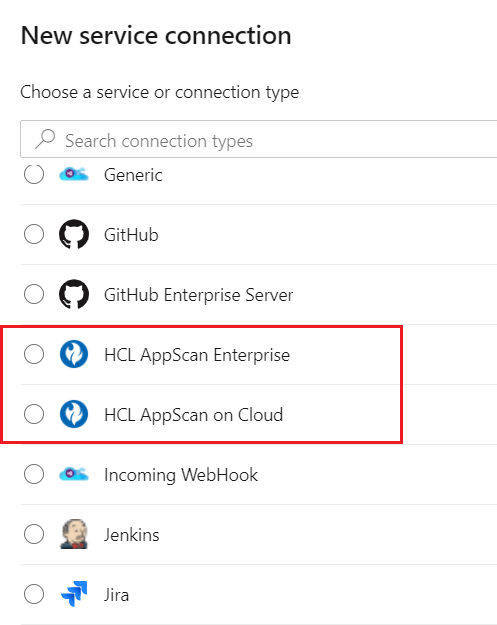 New service connection
Choose a service or connection type
Search connection types
Generic
GitHub
GitHub Enterprise Server
HCL AppScan Enterprise
HCL AppScan on Cloud
Incoming WebHook
Jenkins
Jira